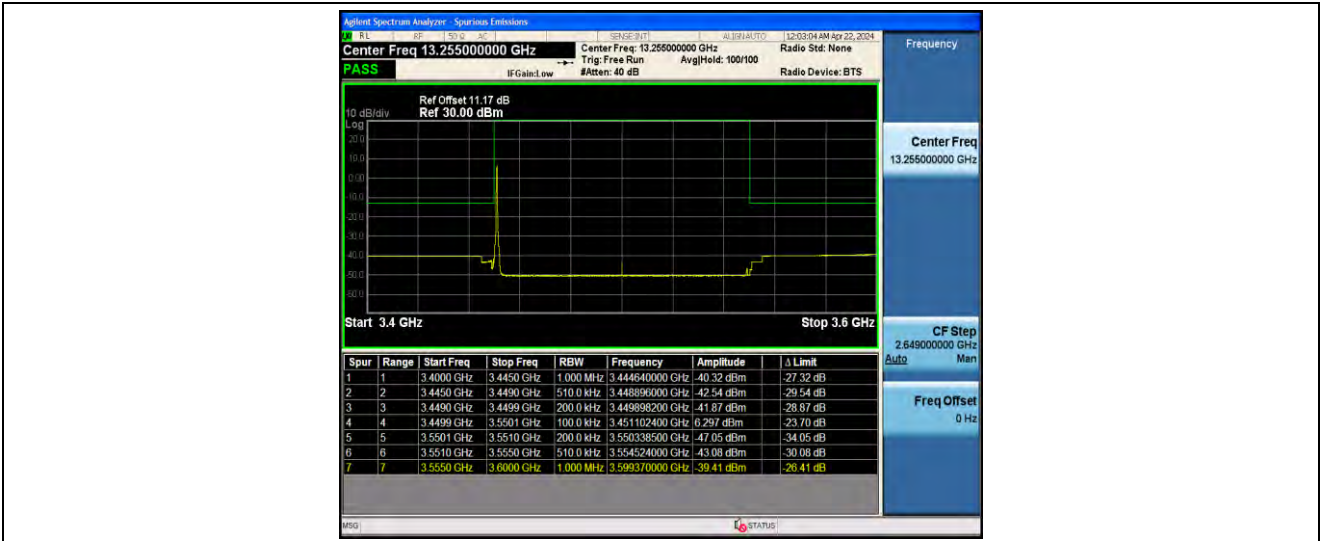 Agilent Spectrum Analyzer - Spurious Emissions
RL RF 50 Ω AC SENSE:INT ALIGNAUTO 12:03:04 AM Apr 22, 2024
Center Freq 13.255000000 GHz Center Freq: 13.255000000 GHz Radio Std: None Frequency
Trig: Free Run Avg|Hold: 100/100
PASS IFGain:Low #Atten: 40 dB Radio Device: BTS
Ref Offset 11.17 dB
10 dB/div Ref 30.00 dBm
Log
20.0
10.0
0.00
-10.0
-20.0
-30.0
-40.0
-50.0
-60.0
Start 3.4 GHz Stop 3.6 GHz
Center Freq
13.255000000 GHz
CF Step
2.649000000 GHz
Auto Man
Freq Offset
0 Hz
Spur Range Start Freq Stop Freq RBW Frequency Amplitude Δ Limit
1 1 3.4000 GHz 3.4450 GHz 1.000 MHz 3.444640000 GHz -40.32 dBm -27.32 dB
2 2 3.4450 GHz 3.4490 GHz 510.0 kHz 3.448896000 GHz -42.54 dBm -29.54 dB
3 3 3.4490 GHz 3.4499 GHz 200.0 kHz 3.449898200 GHz -41.87 dBm -28.87 dB
4 4 3.4499 GHz 3.5501 GHz 100.0 kHz 3.451102400 GHz 6.297 dBm -23.70 dB
5 5 3.5501 GHz 3.5510 GHz 200.0 kHz 3.550338500 GHz -47.05 dBm -34.05 dB
6 6 3.5510 GHz 3.5550 GHz 510.0 kHz 3.554524000 GHz -43.08 dBm -30.08 dB
7 7 3.5550 GHz 3.6000 GHz 1.000 MHz 3.599370000 GHz -39.41 dBm -26.41 dB
MSG STATUS